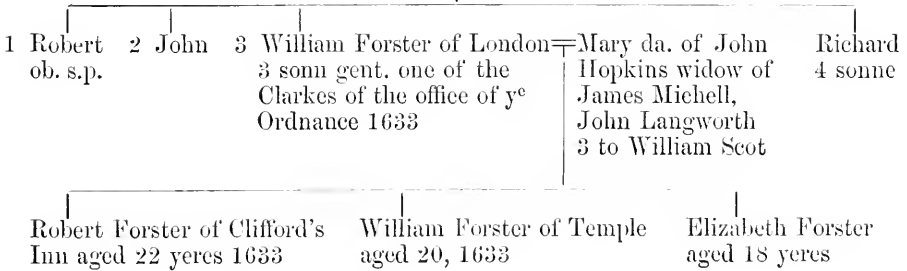 1 Robert
ob. s.p.
2 John
3 William Forster of London
3 sonn gent. one of the
Clarkes of the office of yᵉ
Ordnance 1633
Mary da. of John
Hopkins widow of
James Michell,
John Langworth
3 to William Scot
Richard
4 sonne
Robert Forster of Clifford's
Inn aged 22 yeres 1633
William Forster of Temple
aged 20, 1633
Elizabeth Forster
aged 18 yeres